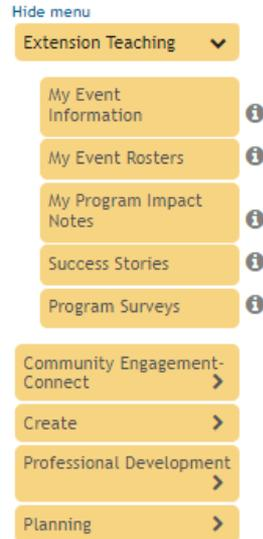 Hide menu
Extension Teaching
My Event
Information
My Event Rosters
My Program Impact
Notes
Success Stories
Program Surveys
Community Engagement-
Connect
Create
Professional Development
Planning